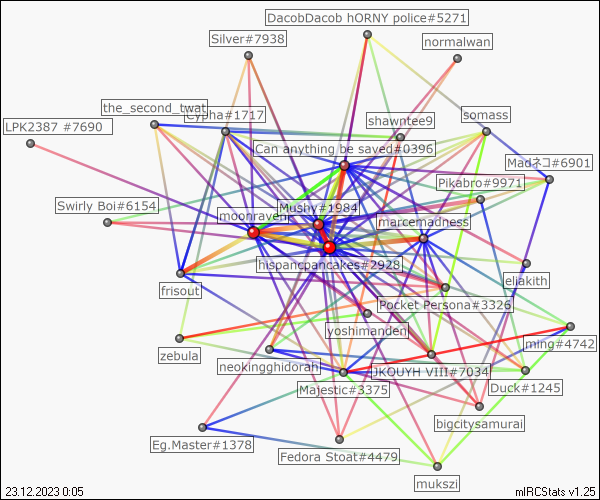 DacobDacob hORNY police#5271
Silver#7938
normalwan
the_second_twat
Cypha#1717
shawntee9
somass
LPK2387 #7690
Can anything be saved#0396
Madネコ#6901
Pikabro#9971
Swirly Boi#6154
Mushy#1984
moonraven
marcemadness
hispancpancakes#2928
eliakith
frisout
Pocket Persona#3326
yoshimanden
ming#4742
zebula
neokingghidorah
JKOUYH VIII#7034
Majestic#3375
Duck#1245
bigcitysamurai
Eg.Master#1378
Fedora Stoat#4479
mukszi
23.12.2023 0:05
mIRCStats v1.25